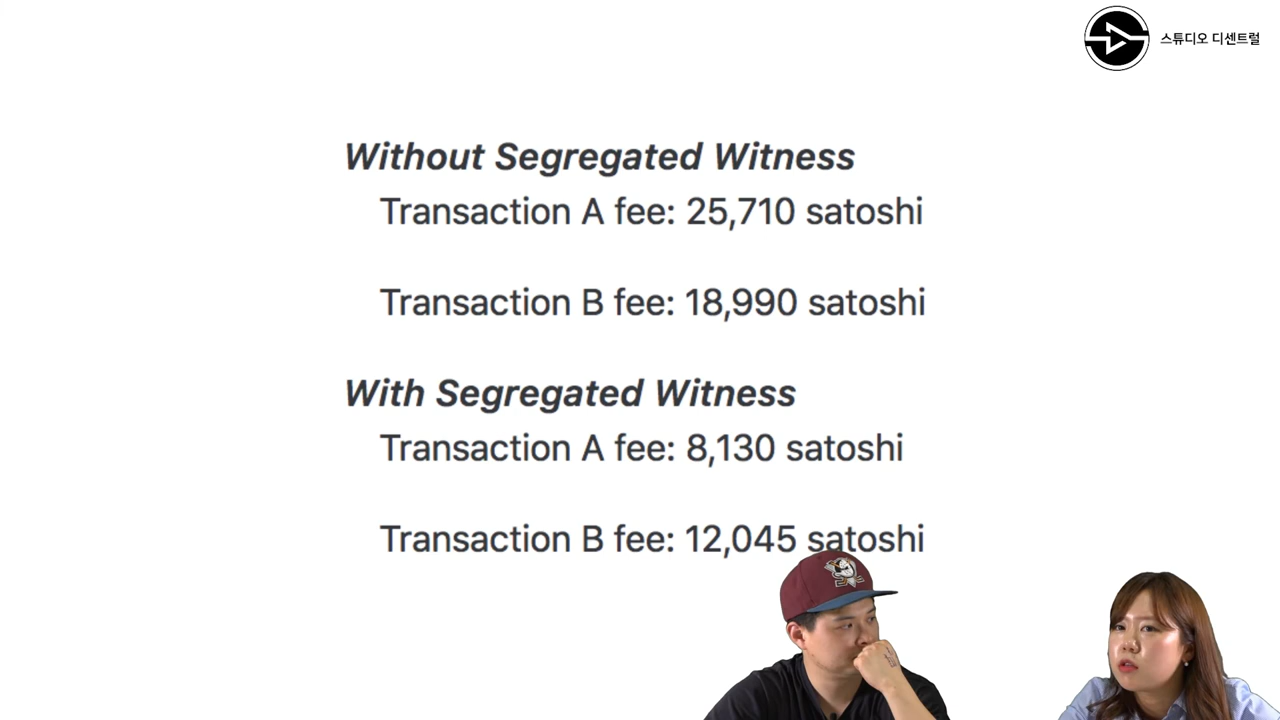 스튜디오 디센트럴
Without Segregated Witness
Transaction A fee: 25,710 satoshi
Transaction B fee: 18,990 satoshi
With Segregated Witness
Transaction A fee: 8,130 satoshi
Transaction B fee: 12,045 satoshi